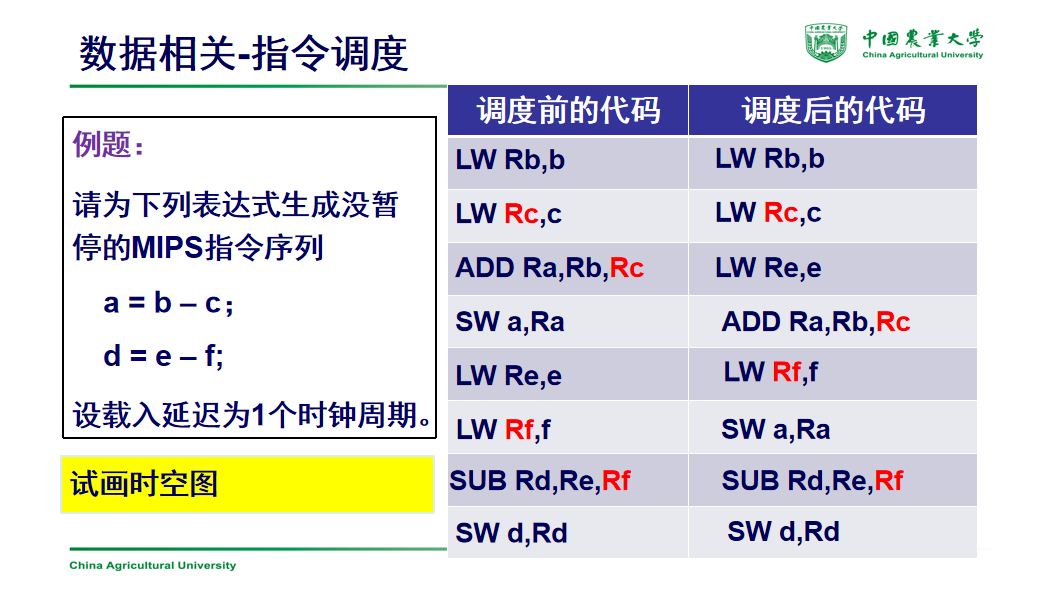 数据相关-指令调度
中國農業大學
China Agricultural University
例题：
请为下列表达式生成没暂
停的MIPS指令序列
a = b – c；
d = e – f;
设载入延迟为1个时钟周期。
试画时空图
调度前的代码 调度后的代码
LW Rb,b LW Rb,b
LW Rc,c LW Rc,c
ADD Ra,Rb,Rc LW Re,e
SW a,Ra ADD Ra,Rb,Rc
LW Re,e LW Rf,f
LW Rf,f SW a,Ra
SUB Rd,Re,Rf SUB Rd,Re,Rf
SW d,Rd SW d,Rd
China Agricultural University